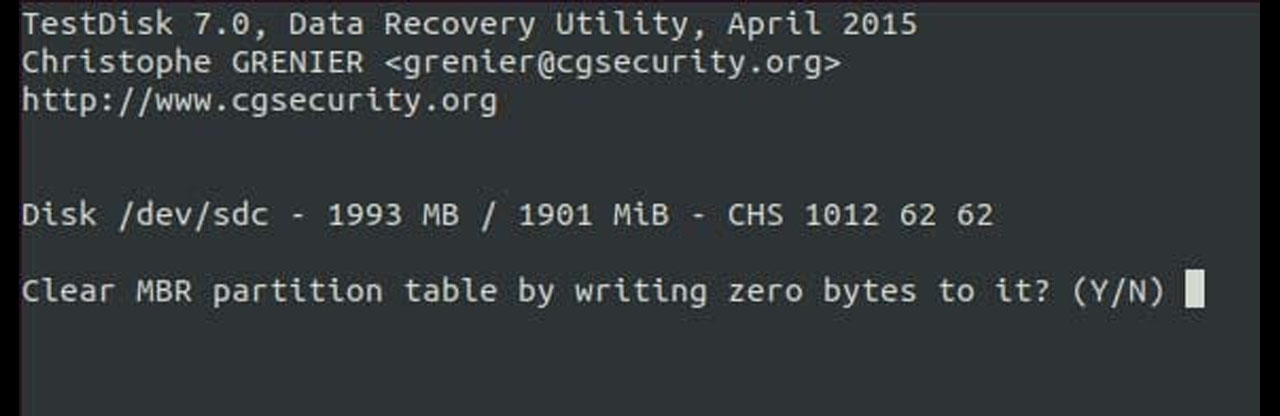 TestDisk 7.0, Data Recovery Utility, April 2015
Christophe GRENIER <grenier@cgsecurity.org>
http://www.cgsecurity.org
Disk /dev/sdc - 1993 MB / 1901 MiB - CHS 1012 62 62
Clear MBR partition table by writing zero bytes to it? (Y/N)